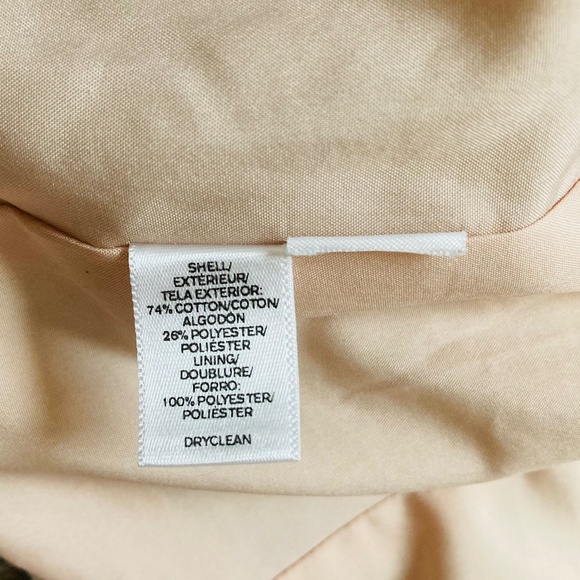 SHELL/
EXTÉRIEUR/
TELA EXTERIOR:
74% COTTON/COTON/
ALGODÓN
26% POLYESTER/
POLIÉSTER
LINING/
DOUBLURE/
FORRO:
100% POLYESTER/
POLIÉSTER
DRYCLEAN